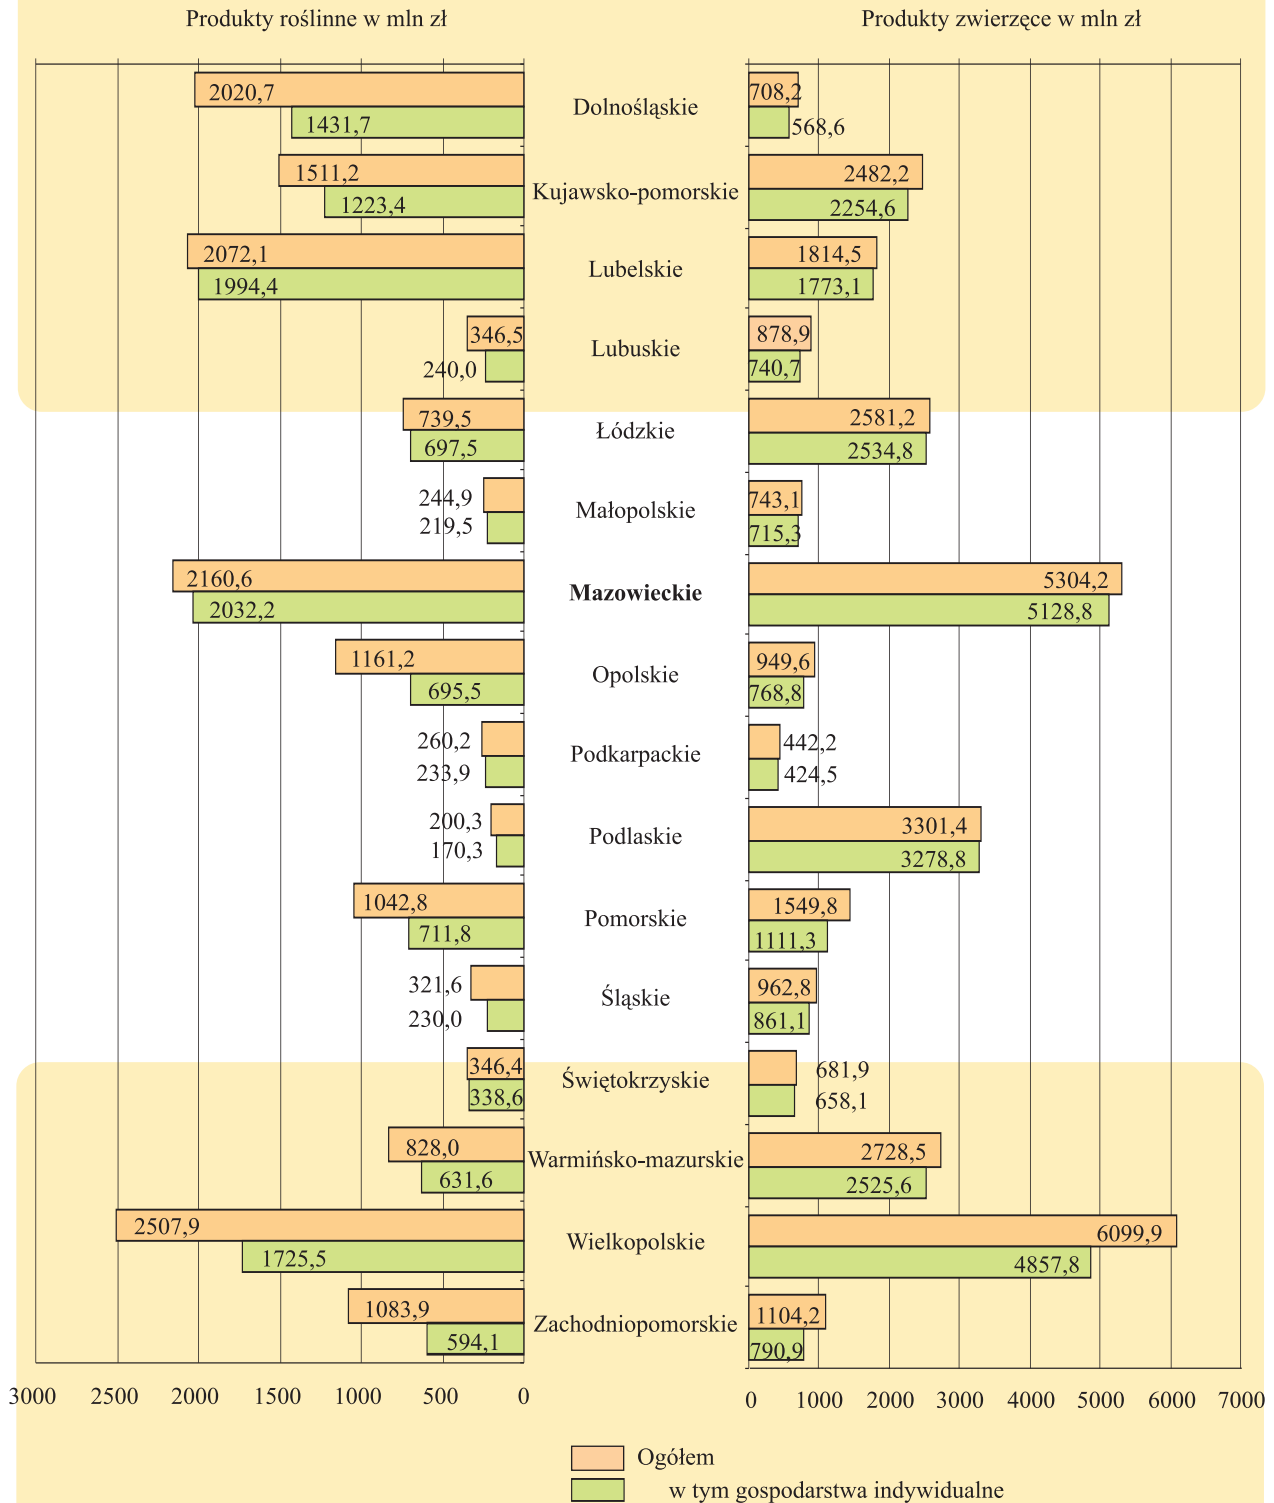 Produkty roślinne w mln zł
Produkty zwierzęce w mln zł
2020,7
1431,7
Dolnośląskie
708,2
568,6
1511,2
1223,4
Kujawsko-pomorskie
2482,2
2254,6
2072,1
1994,4
Lubelskie
1814,5
1773,1
346,5
240,0
Lubuskie
878,9
740,7
739,5
697,5
Łódzkie
2581,2
2534,8
244,9
219,5
Małopolskie
743,1
715,3
2160,6
2032,2
Mazowieckie
5304,2
5128,8
1161,2
695,5
Opolskie
949,6
768,8
260,2
233,9
Podkarpackie
442,2
424,5
200,3
170,3
Podlaskie
3301,4
3278,8
1042,8
711,8
Pomorskie
1549,8
1111,3
321,6
230,0
Śląskie
962,8
861,1
346,4
338,6
Świętokrzyskie
681,9
658,1
828,0
631,6
Warmińsko-mazurskie
2728,5
2525,6
2507,9
1725,5
Wielkopolskie
6099,9
4857,8
1083,9
594,1
Zachodniopomorskie
1104,2
790,9
3000 2500 2000 1500 1000 500 0
0 1000 2000 3000 4000 5000 6000 7000
Ogółem
w tym gospodarstwa indywidualne